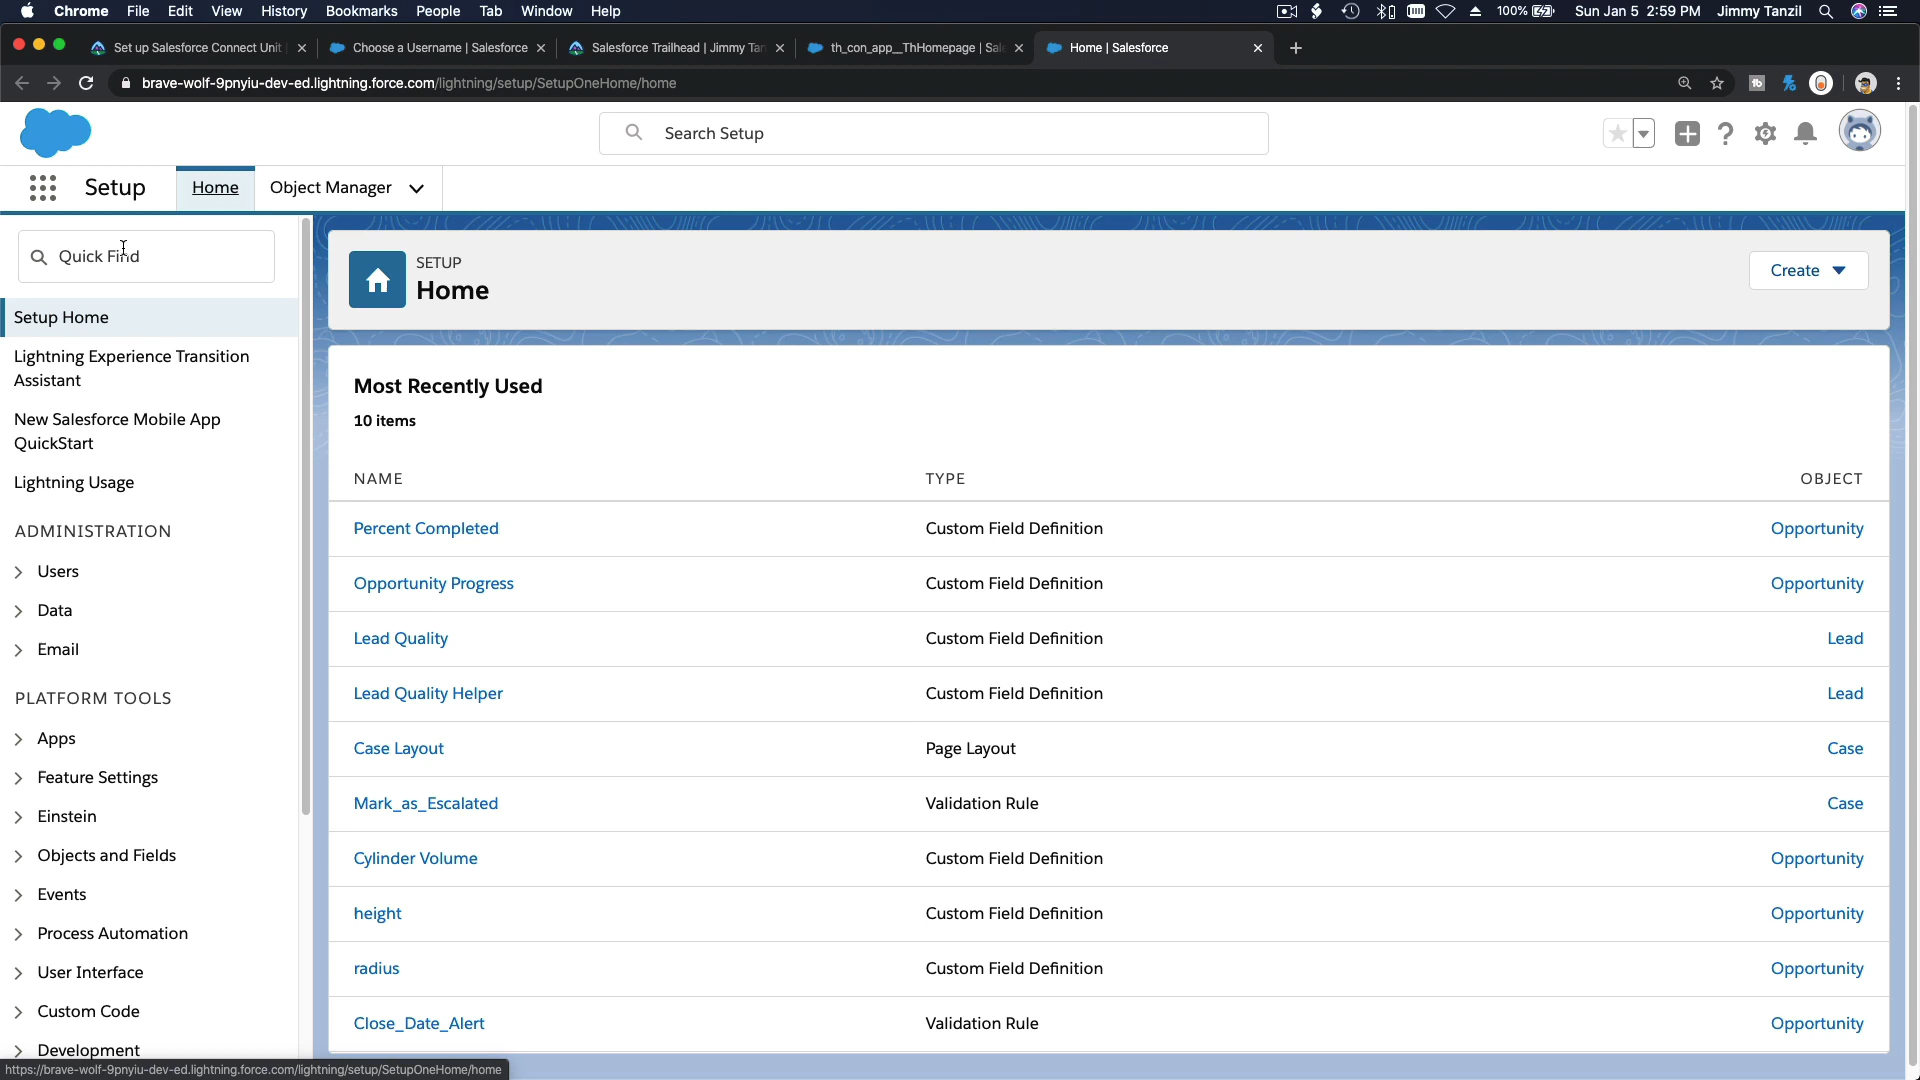 Chrome File Edit View History Bookmarks People Tab Window Help 100% Sun Jan 5 2:59 PM Jimmy Tanzil
Set up Salesforce Connect Unit Choose a Username | Salesforce Salesforce Trailhead | Jimmy Tan th_con_app__ThHomepage | Sale Home | Salesforce
brave-wolf-9pnyiu-dev-ed.lightning.force.com/lightning/setup/SetupOneHome/home
Search Setup
Setup Home Object Manager
Quick Find
Setup Home
Lightning Experience Transition
Assistant
New Salesforce Mobile App
QuickStart
Lightning Usage
ADMINISTRATION
Users
Data
Email
PLATFORM TOOLS
Apps
Feature Settings
Einstein
Objects and Fields
Events
Process Automation
User Interface
Custom Code
Development
SETUP
Home
Create
Most Recently Used
10 items
NAME TYPE OBJECT
Percent Completed Custom Field Definition Opportunity
Opportunity Progress Custom Field Definition Opportunity
Lead Quality Custom Field Definition Lead
Lead Quality Helper Custom Field Definition Lead
Case Layout Page Layout Case
Mark_as_Escalated Validation Rule Case
Cylinder Volume Custom Field Definition Opportunity
height Custom Field Definition Opportunity
radius Custom Field Definition Opportunity
Close_Date_Alert Validation Rule Opportunity
https://brave-wolf-9pnyiu-dev-ed.lightning.force.com/lightning/setup/SetupOneHome/home